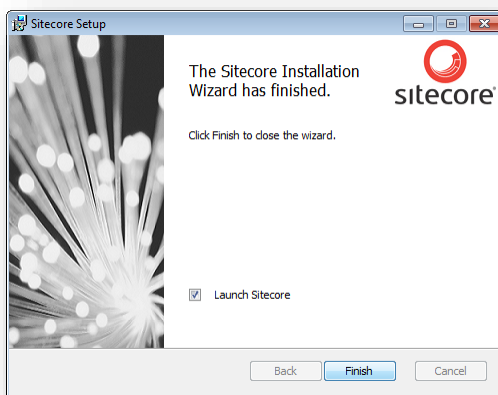 Sitecore Setup
The Sitecore Installation
Wizard has finished.
sitecore®
Click Finish to close the wizard.
Launch Sitecore
Back
Finish
Cancel